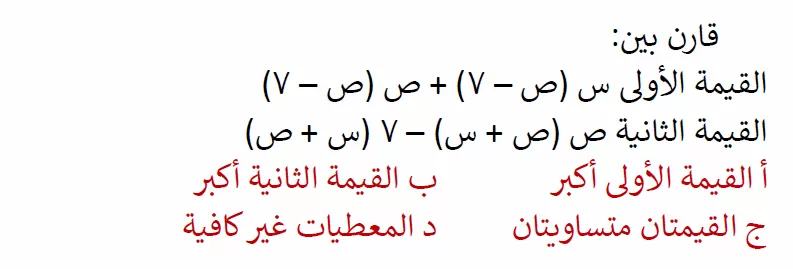 قارن بين:
القيمة الأولى س (ص – ٧) + ص (ص – ٧)
القيمة الثانية ص (ص + س) – ٧ (س + ص)
أ القيمة الأولى أكبر ب القيمة الثانية أكبر
ج القيمتان متساويتان د المعطيات غير كافية